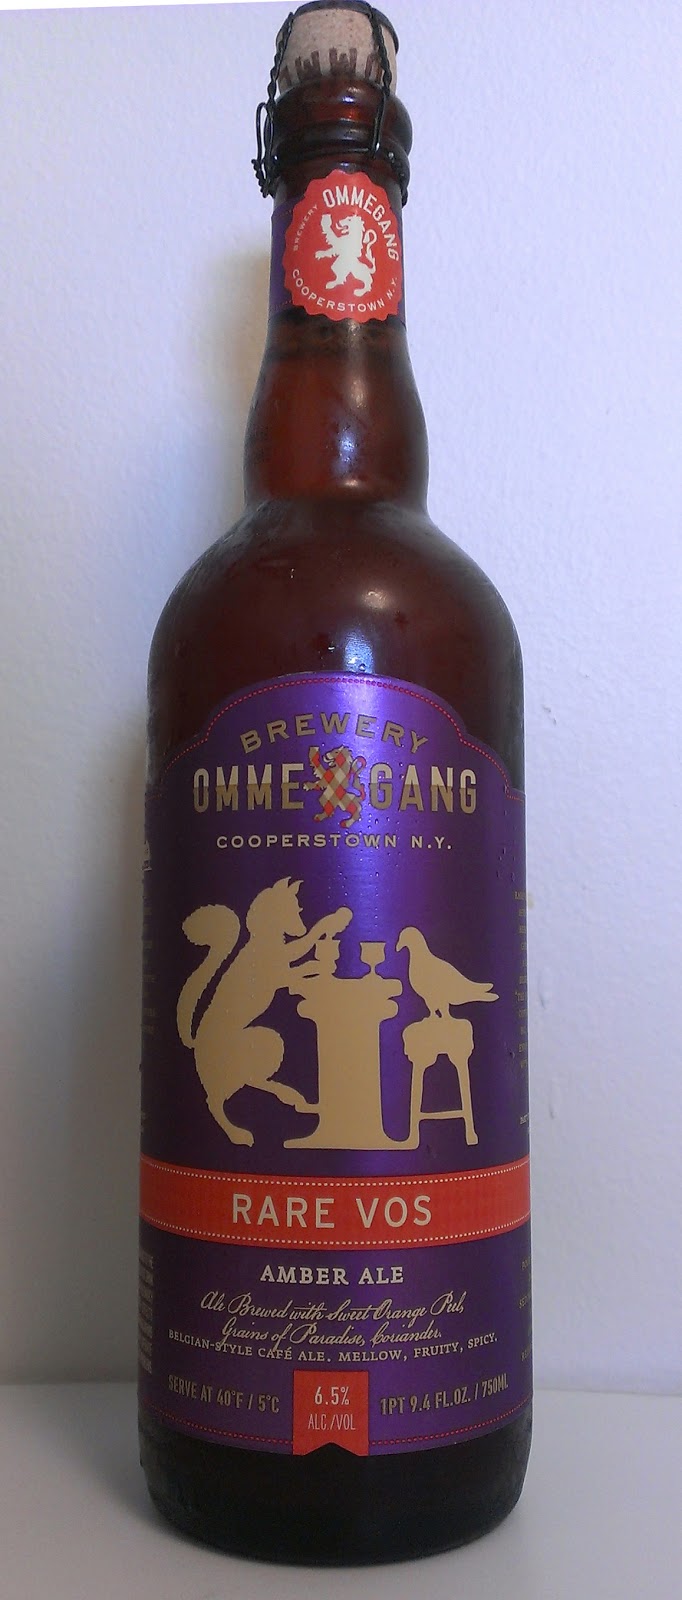 BREWERY OMMEGANG
COOPERSTOWN N.Y.
BREWERY
OMMEGANG
COOPERSTOWN N.Y.
RARE VOS
AMBER ALE
Ale Brewed with Sweet Orange Peel,
Grains of Paradise, Coriander.
BELGIAN-STYLE CAFÉ ALE. MELLOW, FRUITY, SPICY.
SERVE AT 40°F / 5°C
6.5%
ALC/VOL
1PT 9.4 FL.OZ. / 750ML